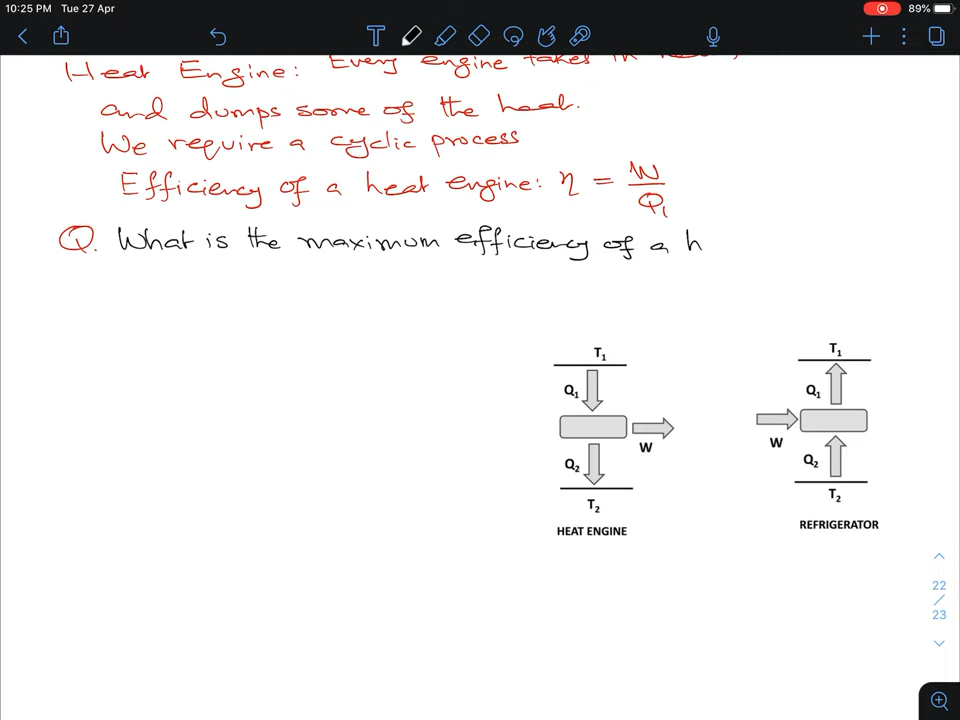 10:25 PM Tue 27 Apr 89%
Heat Engine: Every engine takes in
and dumps some of the heat.
We require a cyclic process
Efficiency of a heat engine: η = W/Q₁
Q. What is the maximum efficiency of a h
T₁ T₁
Q₁ Q₁
W W
Q₂ Q₂
T₂ T₂
HEAT ENGINE REFRIGERATOR
22
/
23